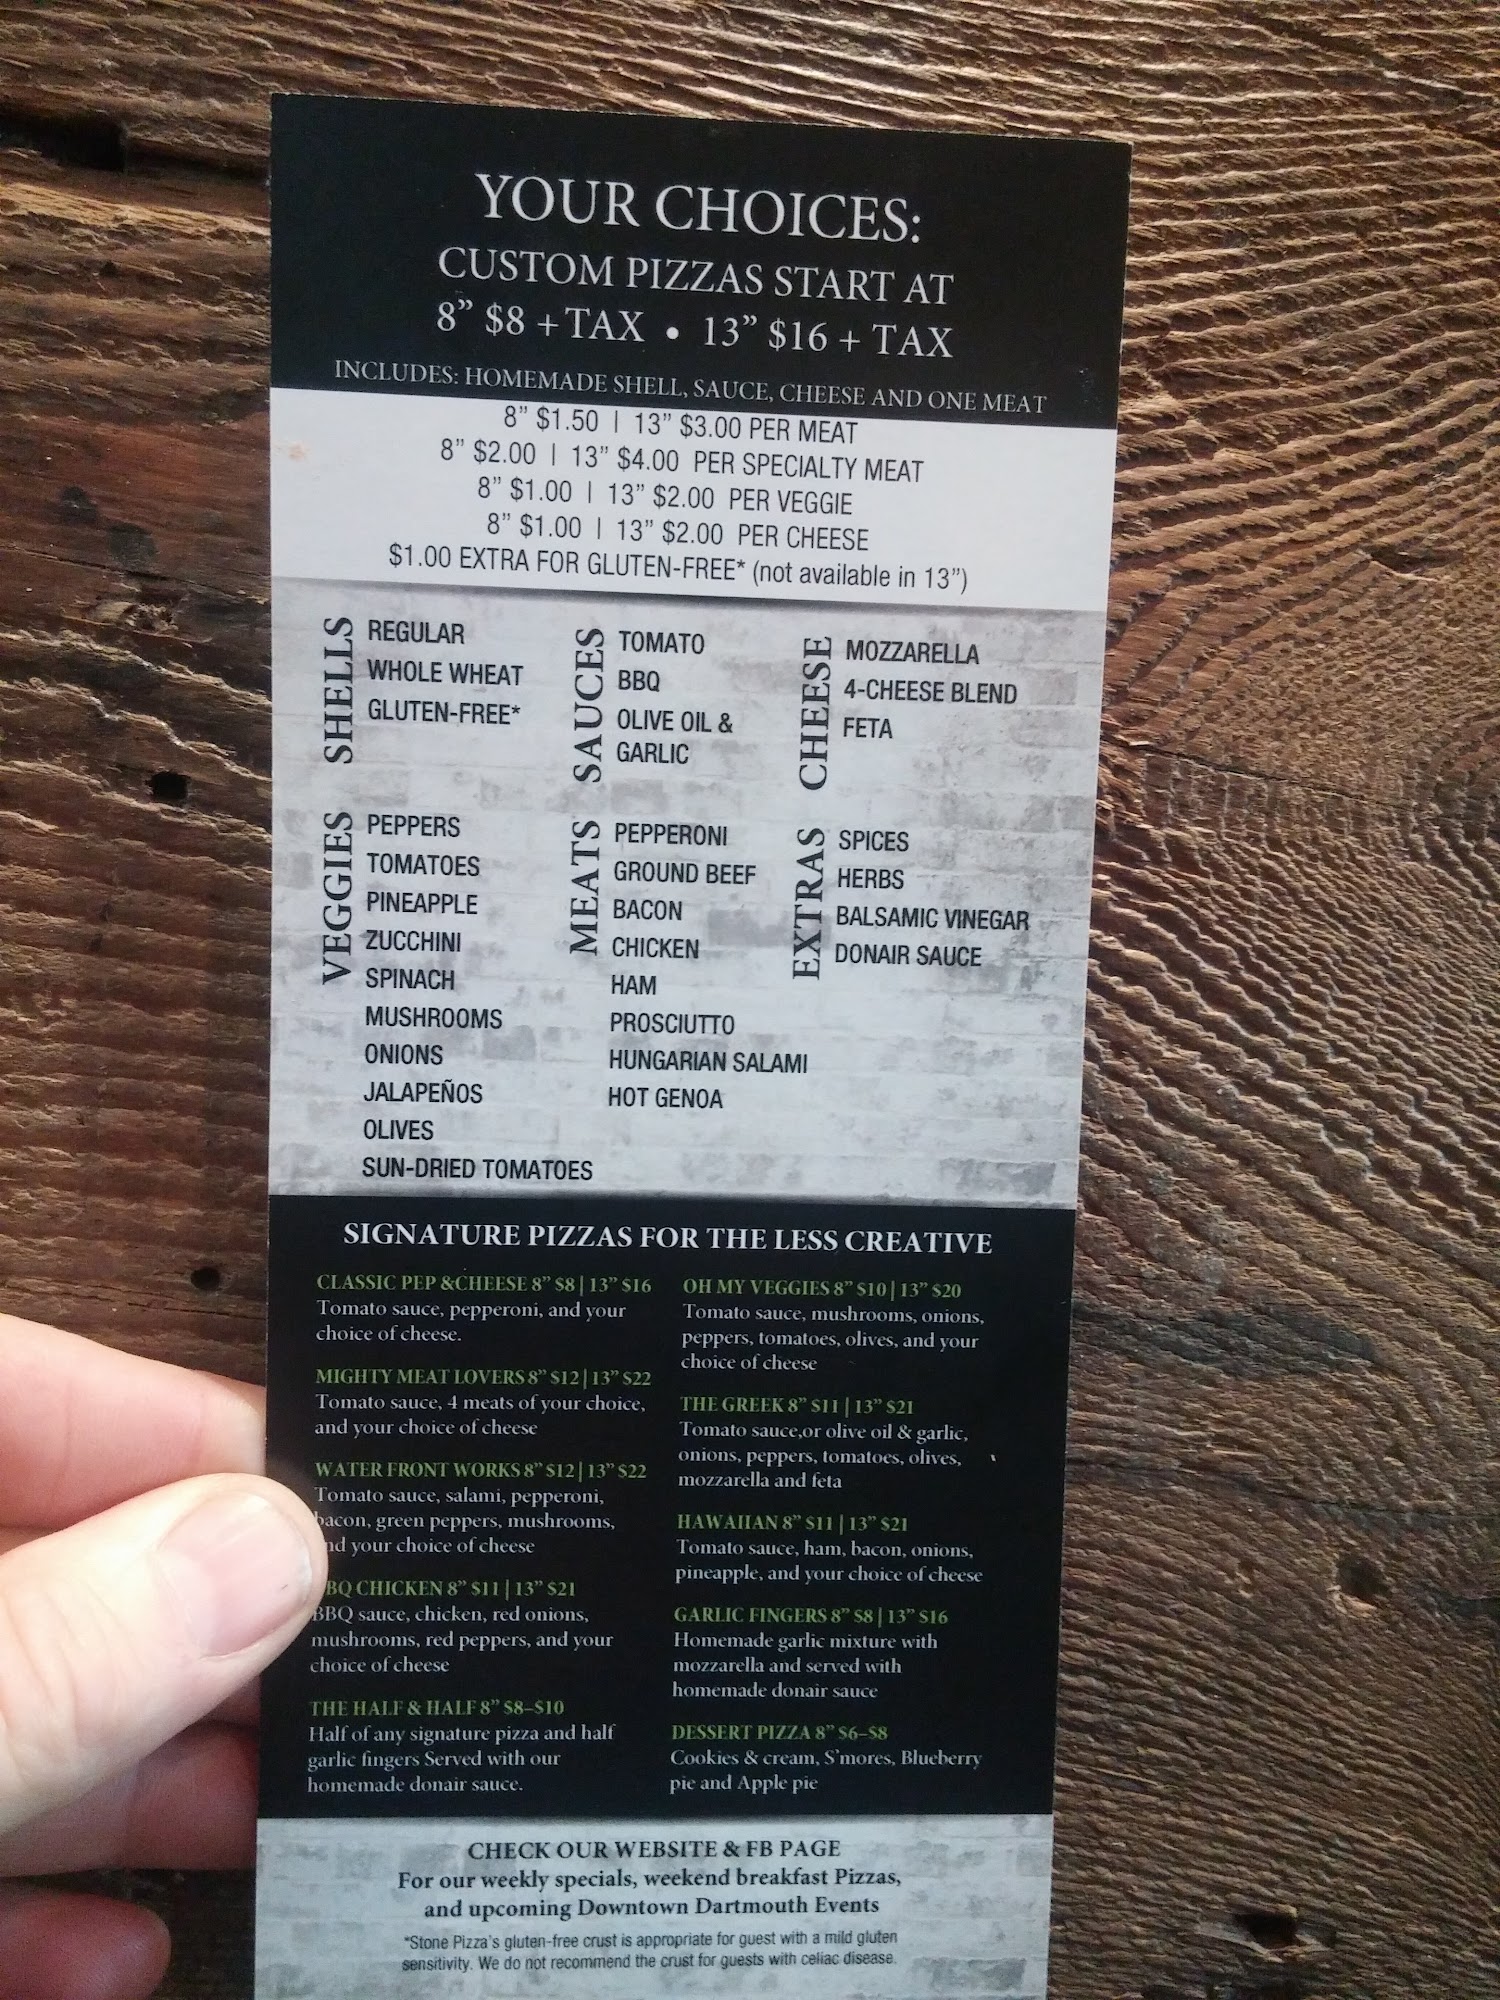 YOUR CHOICES:
CUSTOM PIZZAS START AT
8” $8 + TAX • 13” $16 + TAX
INCLUDES: HOMEMADE SHELL, SAUCE, CHEESE AND ONE MEAT
8” $1.50 | 13” $3.00 PER MEAT
8” $2.00 | 13” $4.00 PER SPECIALTY MEAT
8” $1.00 | 13” $2.00 PER VEGGIE
8” $1.00 | 13” $2.00 PER CHEESE
$1.00 EXTRA FOR GLUTEN-FREE* (not available in 13”)
SHELLS
REGULAR
WHOLE WHEAT
GLUTEN-FREE*
SAUCES
TOMATO
BBQ
OLIVE OIL &
GARLIC
CHEESE
MOZZARELLA
4-CHEESE BLEND
FETA
VEGGIES
PEPPERS
TOMATOES
PINEAPPLE
ZUCCHINI
SPINACH
MUSHROOMS
ONIONS
JALAPEÑOS
OLIVES
SUN-DRIED TOMATOES
MEATS
PEPPERONI
GROUND BEEF
BACON
CHICKEN
HAM
PROSCIUTTO
HUNGARIAN SALAMI
HOT GENOA
EXTRAS
SPICES
HERBS
BALSAMIC VINEGAR
DONAIR SAUCE
SIGNATURE PIZZAS FOR THE LESS CREATIVE
CLASSIC PEP &CHEESE 8” $8 | 13” $16
Tomato sauce, pepperoni, and your
choice of cheese.
MIGHTY MEAT LOVERS 8” $12 | 13” $22
Tomato sauce, 4 meats of your choice,
and your choice of cheese
WATER FRONT WORKS 8” $12 | 13” $22
Tomato sauce, salami, pepperoni,
bacon, green peppers, mushrooms,
nd your choice of cheese
BQ CHICKEN 8” $11 | 13” $21
BBQ sauce, chicken, red onions,
mushrooms, red peppers, and your
choice of cheese
THE HALF & HALF 8” $8–$10
Half of any signature pizza and half
garlic fingers Served with our
homemade donair sauce.
OH MY VEGGIES 8” $10 | 13” $20
Tomato sauce, mushrooms, onions,
peppers, tomatoes, olives, and your
choice of cheese
THE GREEK 8” $11 | 13” $21
Tomato sauce,or olive oil & garlic,
onions, peppers, tomatoes, olives,
mozzarella and feta
HAWAIIAN 8” $11 | 13” $21
Tomato sauce, ham, bacon, onions,
pineapple, and your choice of cheese
GARLIC FINGERS 8” $8 | 13” $16
Homemade garlic mixture with
mozzarella and served with
homemade donair sauce
DESSERT PIZZA 8” $6–$8
Cookies & cream, S'mores, Blueberry
pie and Apple pie
CHECK OUR WEBSITE & FB PAGE
For our weekly specials, weekend breakfast Pizzas,
and upcoming Downtown Dartmouth Events
*Stone Pizza's gluten-free crust is appropriate for guest with a mild gluten
sensitivity. We do not recommend the crust for guests with celiac disease.